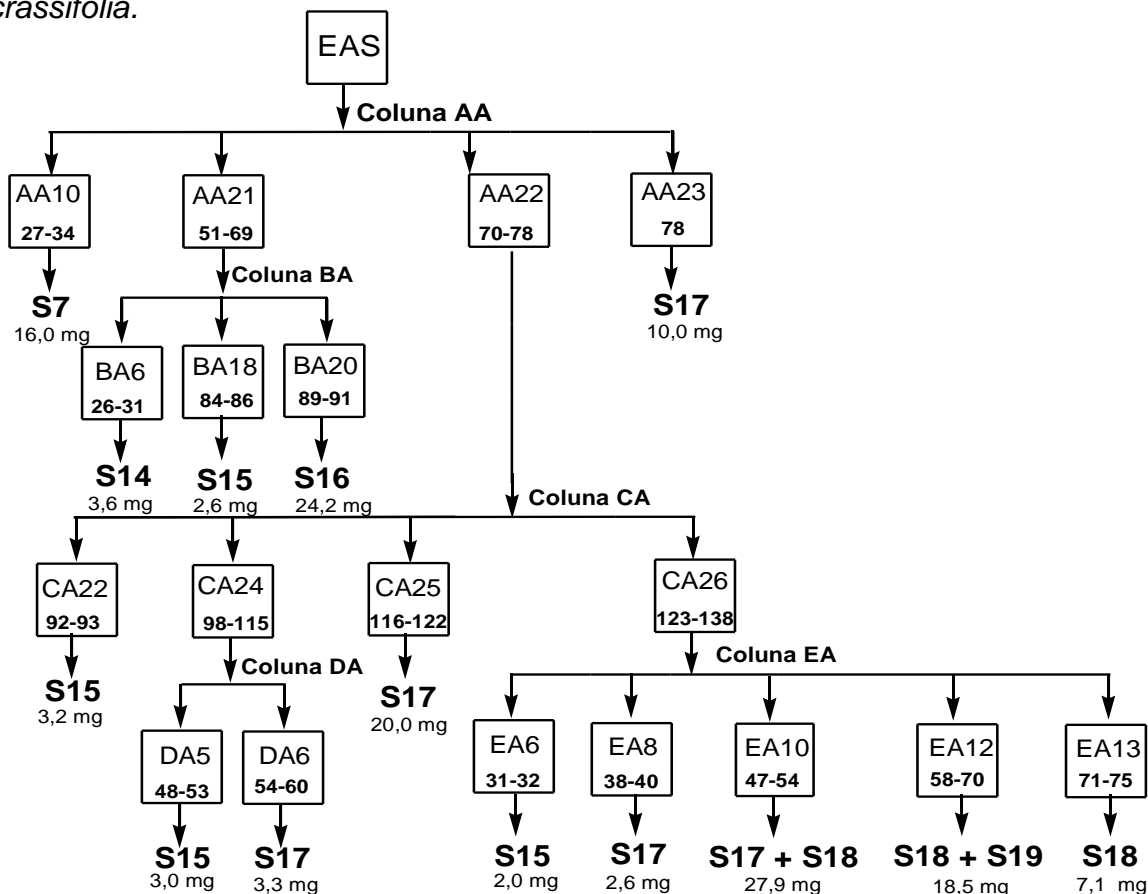 crassifolia.
EAS
Coluna AA
AA10
27-34
AA21
51-69
AA22
70-78
AA23
78
S7
16,0 mg
Coluna BA
S17
10,0 mg
BA6
26-31
BA18
84-86
BA20
89-91
S14
3,6 mg
S15
2,6 mg
S16
24,2 mg
Coluna CA
CA22
92-93
CA24
98-115
CA25
116-122
CA26
123-138
S15
3,2 mg
Coluna DA
S17
20,0 mg
Coluna EA
DA5
48-53
DA6
54-60
EA6
31-32
EA8
38-40
EA10
47-54
EA12
58-70
EA13
71-75
S15
3,0 mg
S17
3,3 mg
S15
2,0 mg
S17
2,6 mg
S17 + S18
27,9 mg
S18 + S19
18,5 mg
S18
7,1 mg